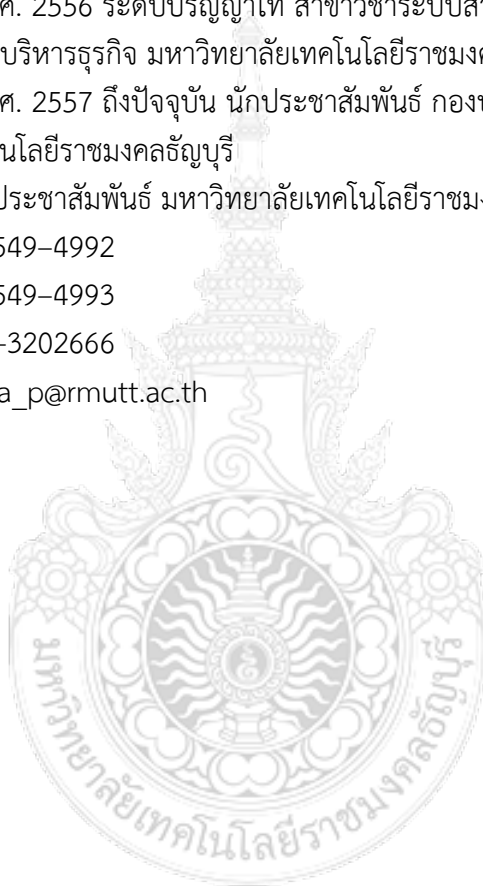 ศ. 2556 ระดับปริญญาโท สาขาวิชาระบบ
บริหารธุรกิจ มหาวิทยาลัยเทคโนโลยีราชมงค
ศ. 2557 ถึงปัจจุบัน นักประชาสัมพันธ์
นโลยีราชมงคลธัญบุรี
ประชาสัมพันธ์ มหาวิทยาลัยเทคโนโลยีราชม
549–4992
549–4993
-3202666
a_p@rmutt.ac.th
มหาวิทยาลัยเทคโนโลยีราชมงคลธัญบุรี